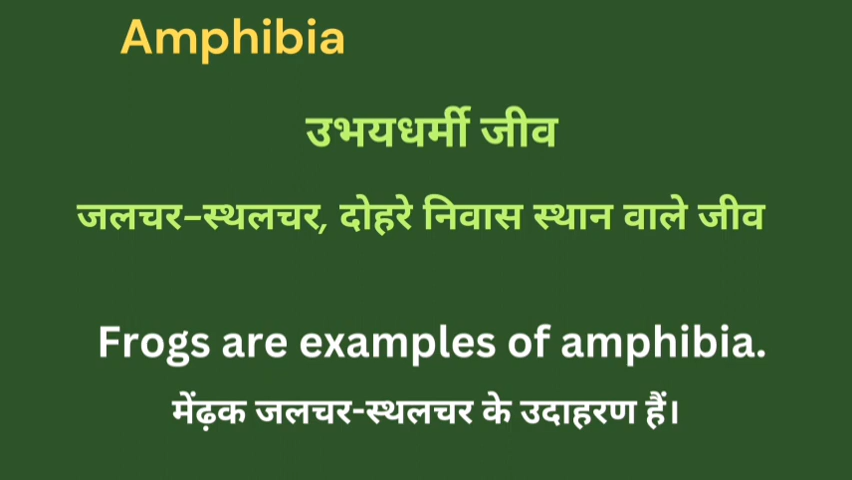 Amphibia
उभयधर्मी जीव
जलचर-स्थलचर, दोहरे निवास स्थान वाले जीव
Frogs are examples of amphibia.
मेंढ़क जलचर-स्थलचर के उदाहरण हैं।